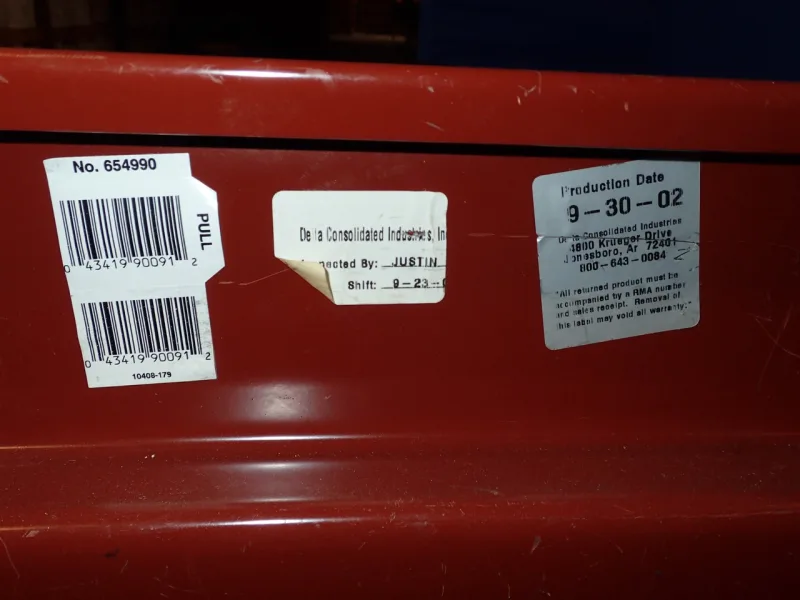 No. 654990
PULL
0 43419 90091 2
0 43419 90091 2
10408-179
Delta Consolidated Industries, In
pected By: JUSTIN
Shift: 9-23-0
Production Date
9-30-02
Delta Consolidated Industries
4800 Krueger Drive
Jonesboro, Ar 72401
800-643-0084
"All returned product must be
accompanied by a RMA number
and sales receipt. Removal of
this label may void all warranty."